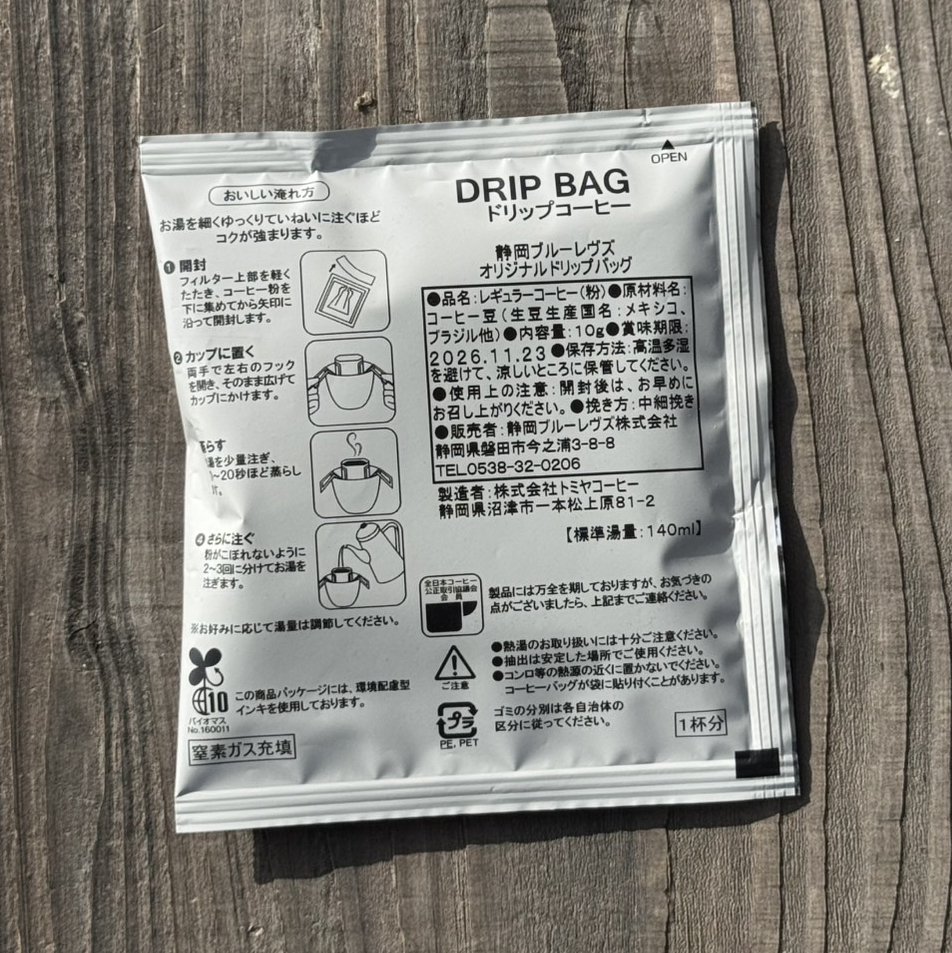 ▲
OPEN
おいしい淹れ方
お湯を細くゆっくりていねいに注ぐほど
コクが強まります。
❶開封
フィルター上部を軽く
たたき、コーヒー粉を
下に集めてから矢印に
沿って開封します。
❷カップに置く
両手で左右のフック
を開き、そのまま広げて
カップにかけます。
らす
を少量注ぎ、
~20秒ほど蒸らし
❹さらに注ぐ
粉がこぼれないように
2~3回に分けてお湯を
注ぎます。
※お好みに応じて湯量は調節してください。
10
バイオマス
No.160011
この商品パッケージには、環境配慮型
インキを使用しております。
窒素ガス充填
DRIP BAG
ドリップコーヒー
静岡ブルーレヴズ
オリジナルドリップバッグ
●品名:レギュラーコーヒー(粉)●原材料名:
コーヒー豆(生豆生産国名:メキシコ、
ブラジル他)●内容量:10g●賞味期限:
2026.11.23●保存方法:高温多湿
を避けて、涼しいところに保管してください。
●使用上の注意:開封後は、お早めに
お召し上がりください。●挽き方:中細挽き
●販売者:静岡ブルーレヴズ株式会社
静岡県磐田市今之浦3-8-8
TEL0538-32-0206
製造者:株式会社トミヤコーヒー
静岡県沼津市一本松上原81-2
【標準湯量:140ml】
全日本コーヒー
公正取引協議会
会員
製品には万全を期しておりますが、お気づきの
点がございましたら、上記までご連絡ください。
ご注意
●熱湯のお取り扱いには十分ご注意ください。
●抽出は安定した場所でご使用ください。
●コンロ等の熱源の近くに置かないでください。
コーヒーバッグが袋に貼り付くことがあります。
プラ
PE, PET
ゴミの分別は各自治体の
区分に従ってください。
1杯分